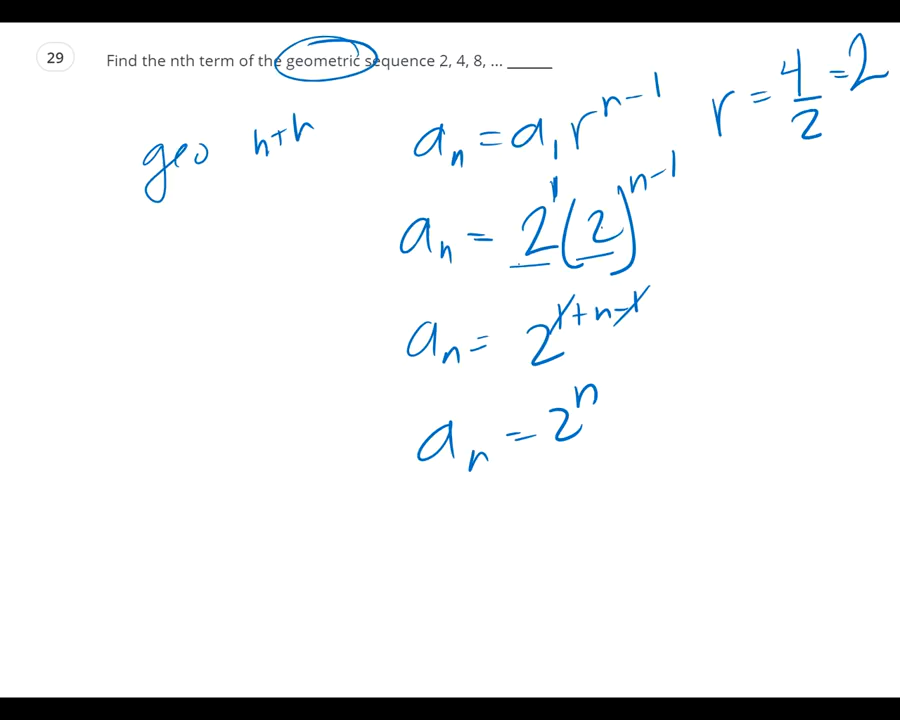 29 Find the nth term of the geometric sequence 2, 4, 8, ... _____
r = 4/2 = 2
geo nth aₙ = a₁rⁿ⁻¹
aₙ = 2¹(2)ⁿ⁻¹
aₙ = 2¹⁺ⁿ⁻¹
aₙ = 2ⁿ